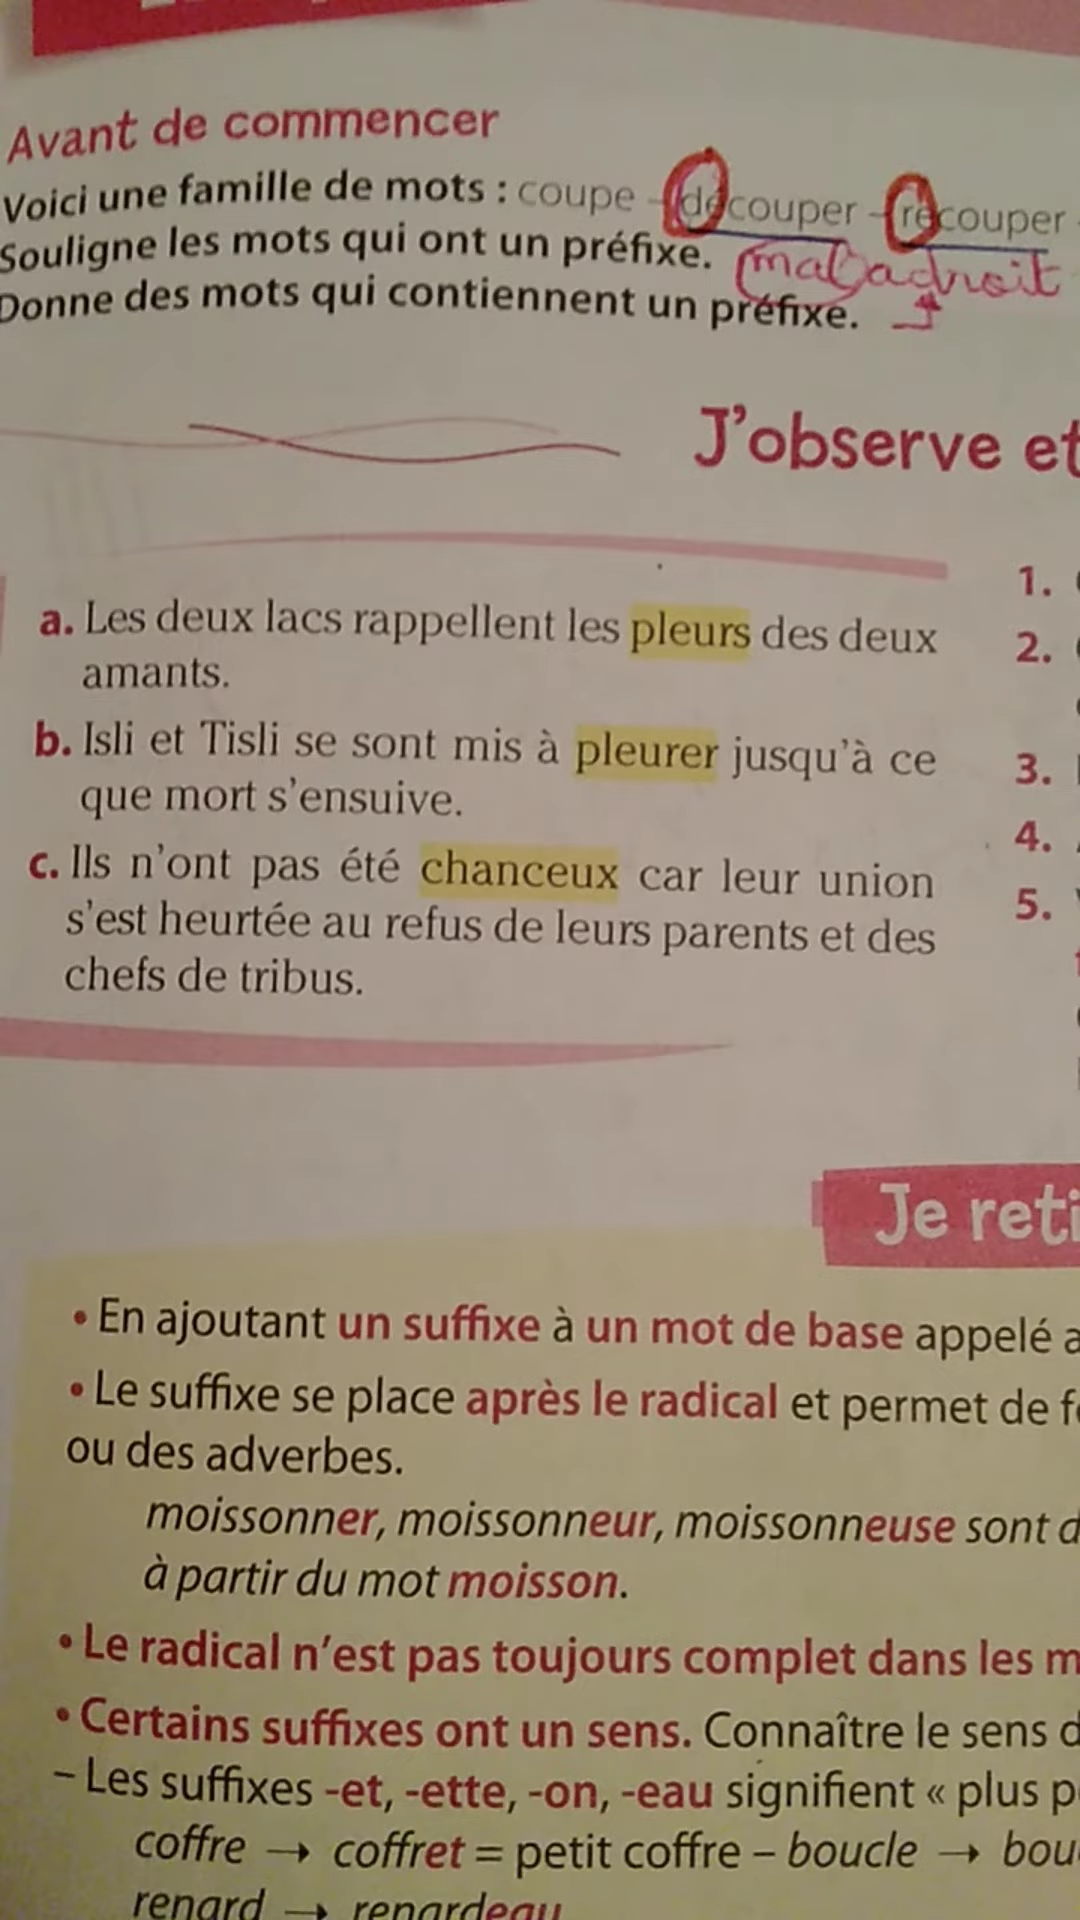 Avant de commencer
Voici une famille de mots : coupe - découper - recouper -
Souligne les mots qui ont un préfixe. maladroit
Donne des mots qui contiennent un préfixe.
J'observe et
a. Les deux lacs rappellent les pleurs des deux
amants.
1.
2.
b. Isli et Tisli se sont mis à pleurer jusqu'à ce
que mort s'ensuive.
3.
4.
c. Ils n'ont pas été chanceux car leur union
s'est heurtée au refus de leurs parents et des
chefs de tribus.
5.
Je reti
• En ajoutant un suffixe à un mot de base appelé a
• Le suffixe se place après le radical et permet de f
ou des adverbes.
moissonner, moissonneur, moissonneuse sont d
à partir du mot moisson.
• Le radical n'est pas toujours complet dans les m
• Certains suffixes ont un sens. Connaître le sens d
– Les suffixes -et, -ette, -on, -eau signifient « plus p
coffre → coffret = petit coffre – boucle → bou
renard → renardeau